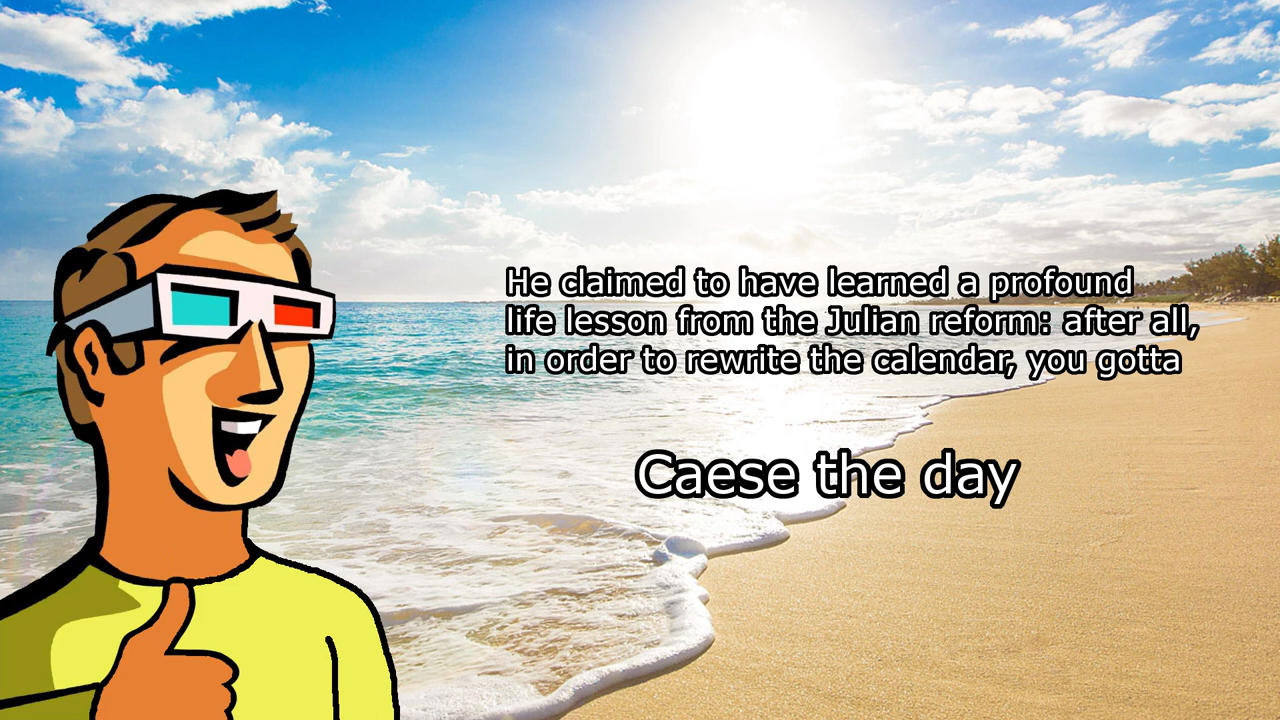 He claimed to have learned a profound
life lesson from the Julian reform: after all,
in order to rewrite the calendar, you gotta
Caese the day